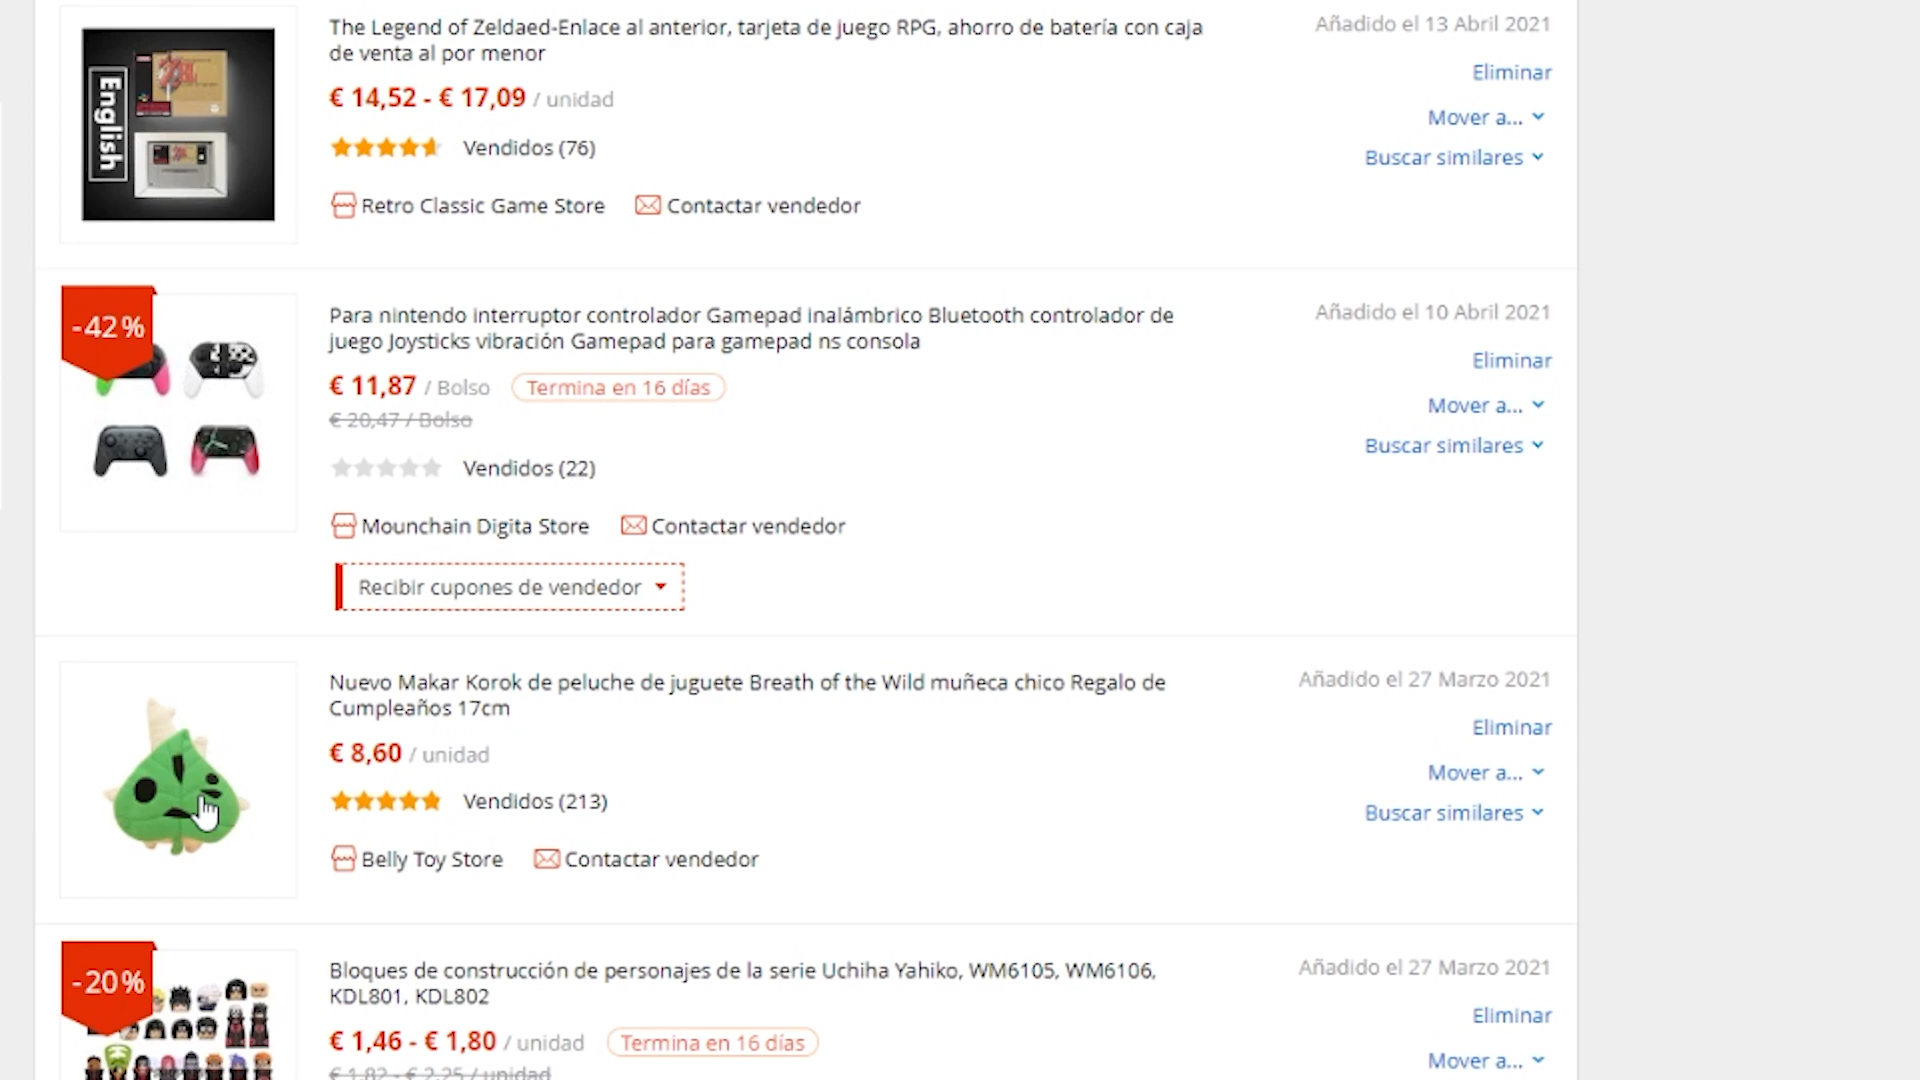 The Legend of Zeldaed-Enlace al anterior, tarjeta de juego RPG, ahorro de batería con caja
de venta al por menor
€ 14,52 - € 17,09 / unidad
Vendidos (76)
Retro Classic Game Store
Contactar vendedor
Añadido el 13 Abril 2021
Eliminar
Mover a...
Buscar similares
English
-42%
Para nintendo interruptor controlador Gamepad inalámbrico Bluetooth controlador de
juego Joysticks vibración Gamepad para gamepad ns consola
€ 11,87 / Bolso
Termina en 16 días
€ 20,47 / Bolso
Vendidos (22)
Mounchain Digita Store
Contactar vendedor
Recibir cupones de vendedor
Añadido el 10 Abril 2021
Eliminar
Mover a...
Buscar similares
Nuevo Makar Korok de peluche de juguete Breath of the Wild muñeca chico Regalo de
Cumpleaños 17cm
€ 8,60 / unidad
Vendidos (213)
Belly Toy Store
Contactar vendedor
Añadido el 27 Marzo 2021
Eliminar
Mover a...
Buscar similares
-20%
Bloques de construcción de personajes de la serie Uchiha Yahiko, WM6105, WM6106,
KDL801, KDL802
€ 1,46 - € 1,80 / unidad
Termina en 16 días
€ 1,82 - € 2,25 / unidad
Añadido el 27 Marzo 2021
Eliminar
Mover a...